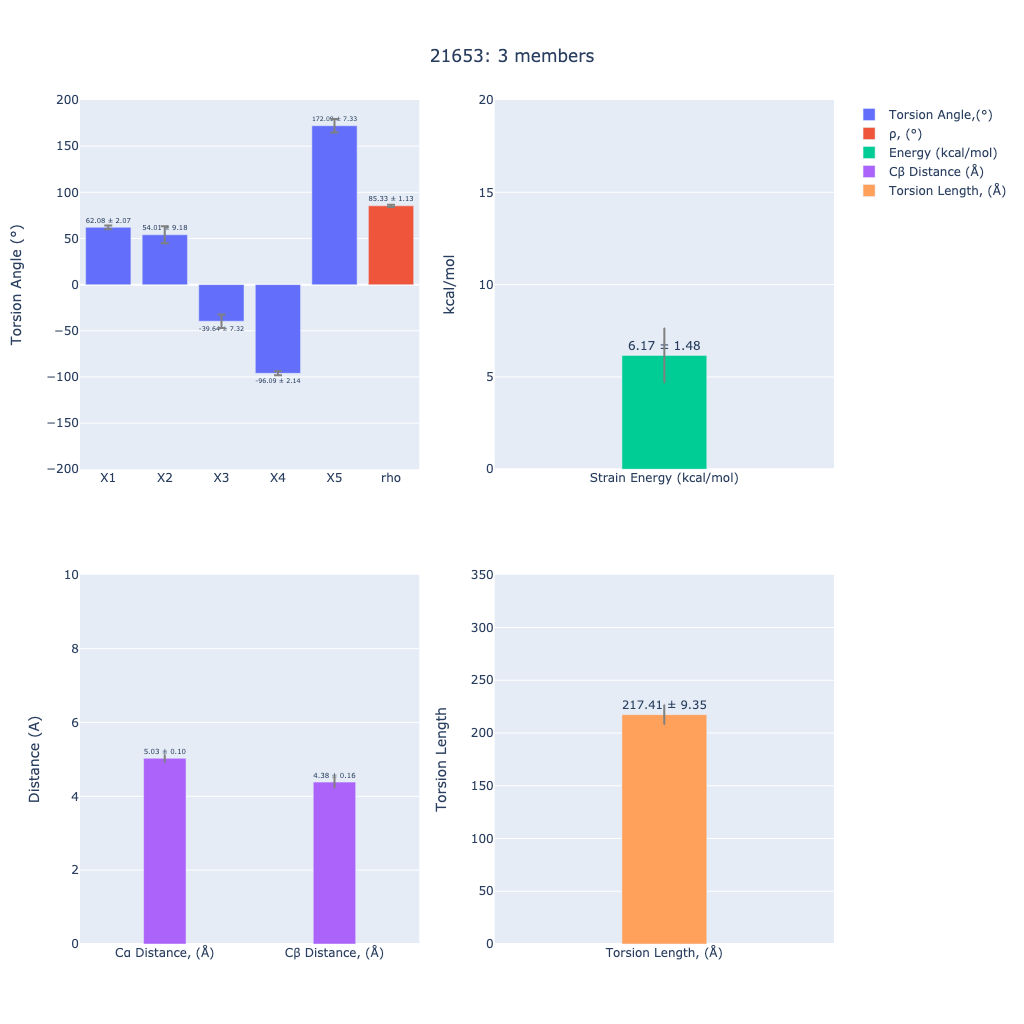 21653: 3 members
200
150
100
50
0
−50
−100
−150
−200
Torsion Angle (°)
62.08 ± 2.07
54.01 ± 9.18
-39.64 ± 7.32
-96.09 ± 2.14
± 7.33
85.33 ± 1.13
X1
X2
X3
X4
X5
rho
20
15
10
5
0
kcal/mol
6.17 ± 1.48
Strain Energy (kcal/mol)
Torsion Angle,(°)
ρ, (°)
Energy (kcal/mol)
Cβ Distance (Å)
Torsion Length, (Å)
10
8
6
4
2
0
Distance (A)
5.03 ± 0.10
4.38 ± 0.16
Cα Distance, (Å)
Cβ Distance, (Å)
350
300
250
200
150
100
50
0
Torsion Length
217.41 ± 9.35
Torsion Length, (Å)